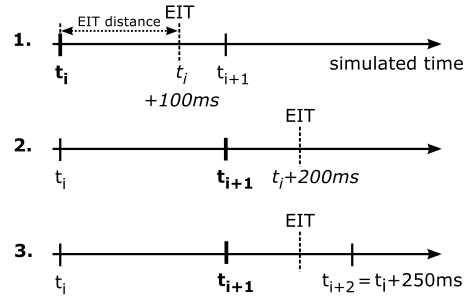 EIT
EIT distance
1.
t_i
t_i
+100ms
t_{i+1}
simulated time
EIT
2.
t_i
t_{i+1}
t_i+200ms
EIT
3.
t_i
t_{i+1}
t_{i+2} = t_i+250ms